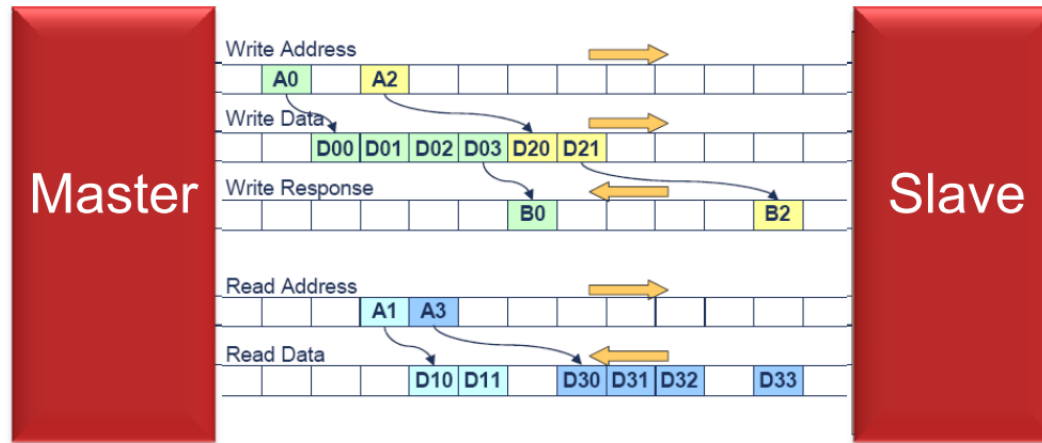 Master
Write Address
A0 A2
Write Data
D00 D01 D02 D03 D20 D21
Write Response
B0 B2
Read Address
A1 A3
Read Data
D10 D11 D30 D31 D32 D33
Slave